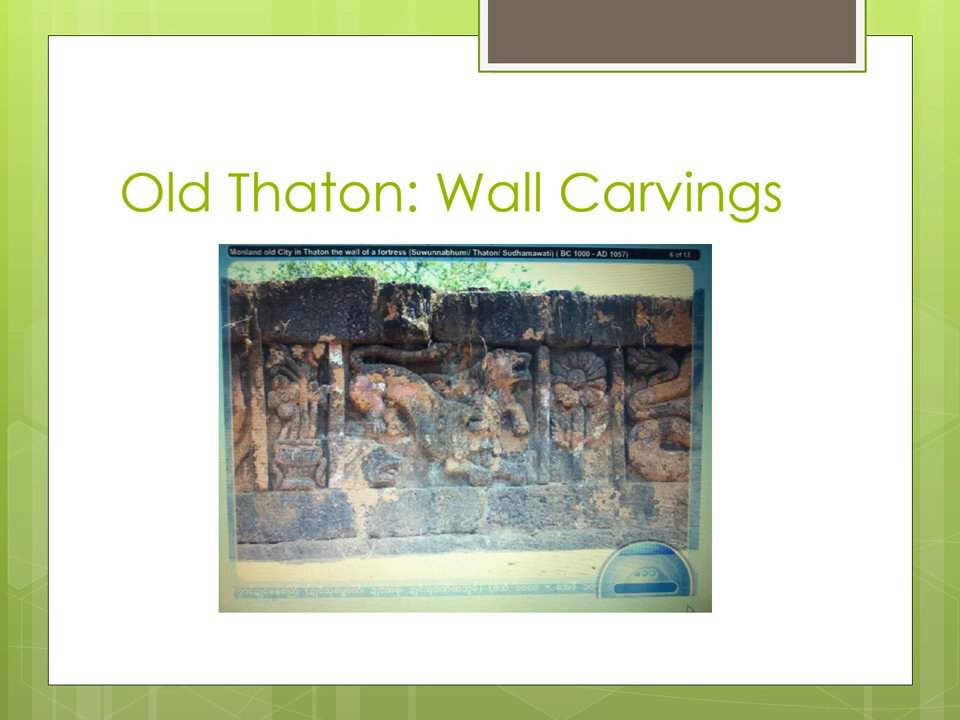 Old Thaton: Wall Carvings
Monland old City in Thaton the wall of a fortress (Suwunnabhumi/ Thaton/ Sudhamawati) ( BC 1000 - AD 1057)
6 of 13